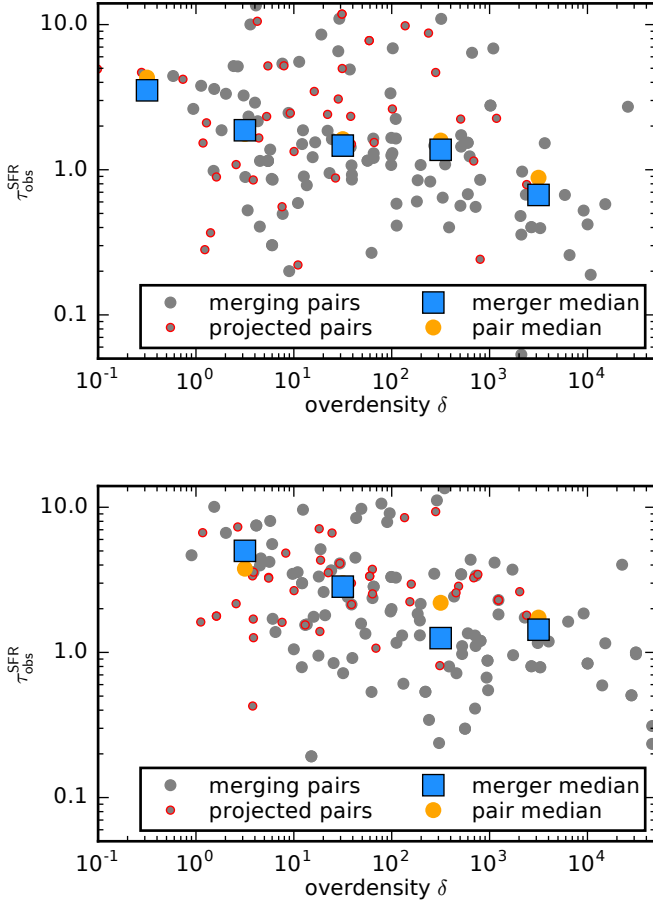 10.0
1.0
0.1
τ_obs^SFR
merging pairs merger median
projected pairs pair median
10^-1 10^0 10^1 10^2 10^3 10^4
overdensity δ
10.0
1.0
0.1
τ_obs^SFR
merging pairs merger median
projected pairs pair median
10^-1 10^0 10^1 10^2 10^3 10^4
overdensity δ